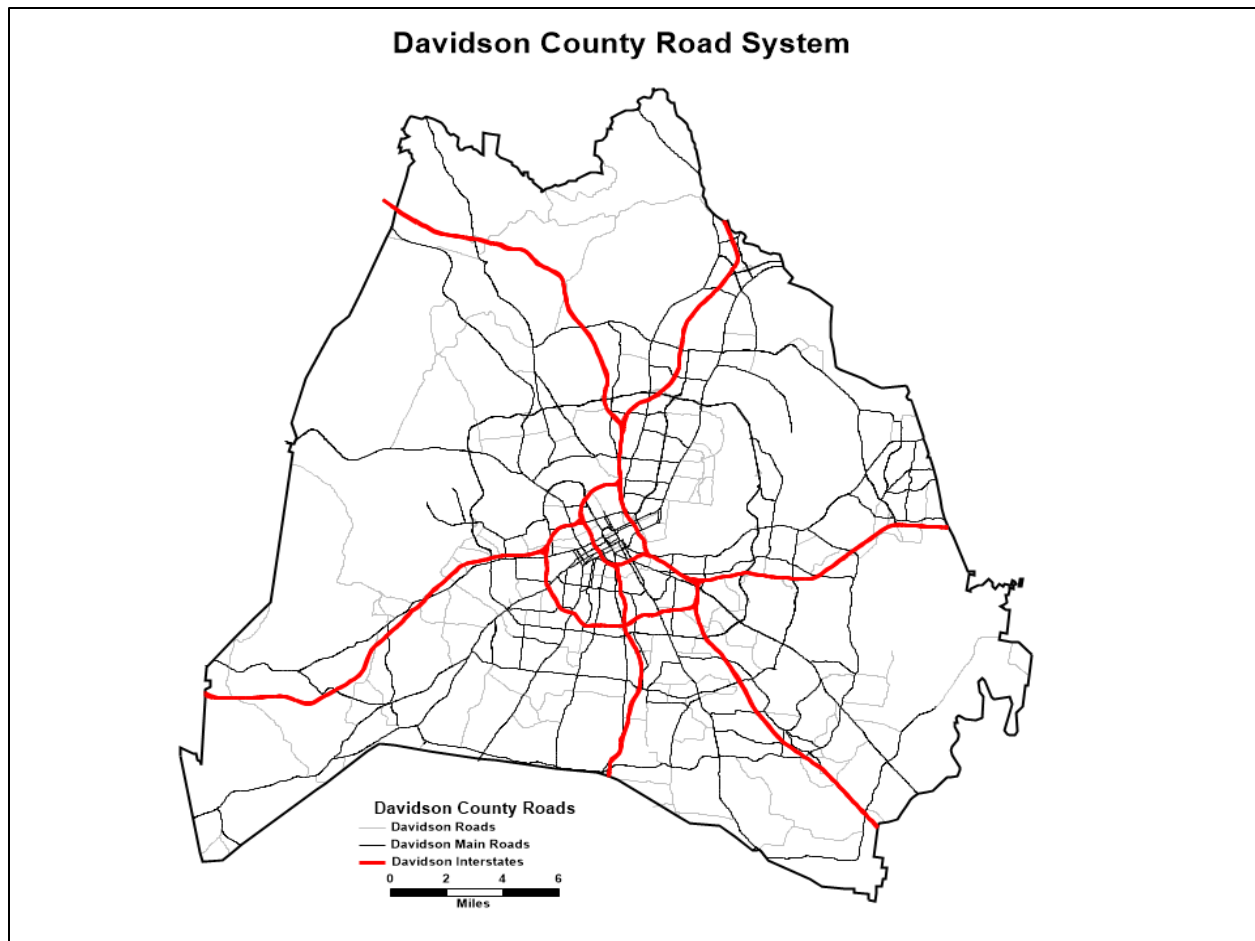 Davidson County Road System
Davidson County Roads
Davidson Roads
Davidson Main Roads
Davidson Interstates
0 2 4 6
Miles